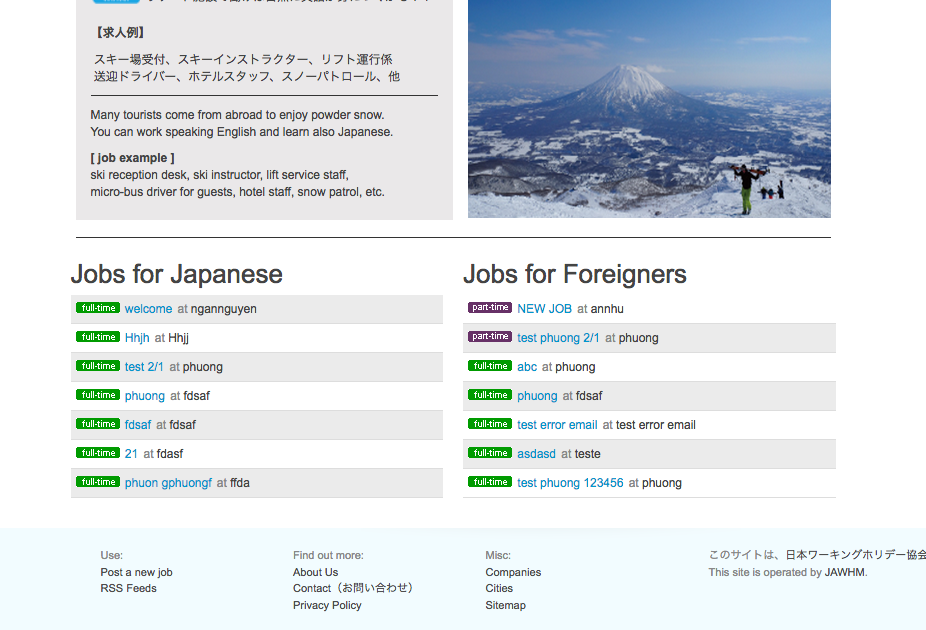 【求人例】
スキー場受付、スキーインストラクター、リフト運行係
送迎ドライバー、ホテルスタッフ、スノーパトロール、他
Many tourists come from abroad to enjoy powder snow.
You can work speaking English and learn also Japanese.
[ job example ]
ski reception desk, ski instructor, lift service staff,
micro-bus driver for guests, hotel staff, snow patrol, etc.
Jobs for Japanese
full-time welcome at ngannguyen
full-time Hhjh at Hhjj
full-time test 2/1 at phuong
full-time phuong at fdsaf
full-time fdsaf at fdsaf
full-time 21 at fdasf
full-time phuon gphuongf at ffda
Jobs for Foreigners
part-time NEW JOB at annhu
part-time test phuong 2/1 at phuong
full-time abc at phuong
full-time phuong at fdsaf
full-time test error email at test error email
full-time asdasd at teste
full-time test phuong 123456 at phuong
Use:
Post a new job
RSS Feeds
Find out more:
About Us
Contact（お問い合わせ）
Privacy Policy
Misc:
Companies
Cities
Sitemap
このサイトは、日本ワーキングホリデー協会
This site is operated by JAWHM.